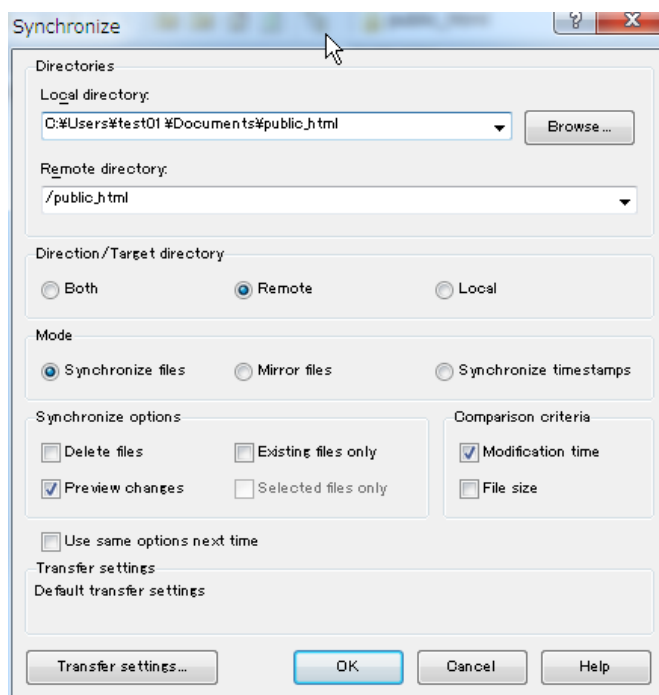 Synchronize
public_html
Directories
Local directory:
C:¥Users¥test01¥Documents¥public_html
Browse...
Remote directory:
/public_html
Direction/Target directory
Both Remote Local
Mode
Synchronize files Mirror files Synchronize timestamps
Synchronize options Comparison criteria
Delete files Existing files only Modification time
Preview changes Selected files only File size
Use same options next time
Transfer settings
Default transfer settings
Transfer settings... OK Cancel Help